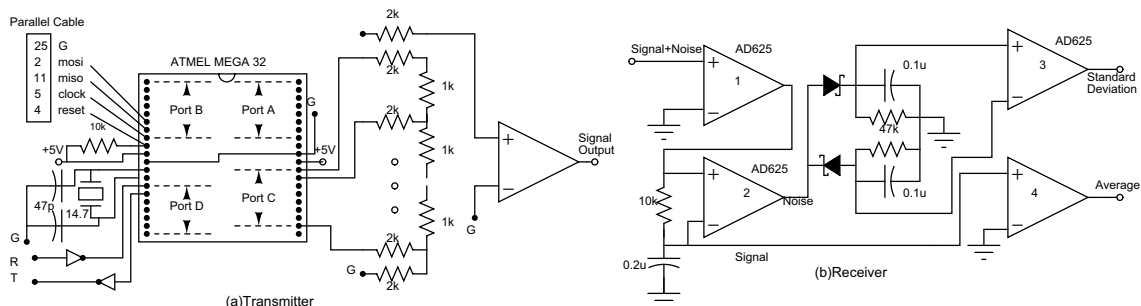 Parallel Cable
25 G
2 mosi
11 miso
5 clock
4 reset
10k
+5V
47p
14.7
G
R
T
ATMEL MEGA 32
Port B
Port A
Port D
Port C
G
+5V
2k
2k
1k
2k
1k
1k
2k
G
2k
G
Signal
Output
(a)Transmitter
Signal+Noise
AD625
+
−
1
AD625
+
−
2
Noise
10k
0.2u
Signal
0.1u
47k
0.1u
AD625
+
−
3
Standard
Deviation
+
−
4
Average
(b)Receiver
+
−